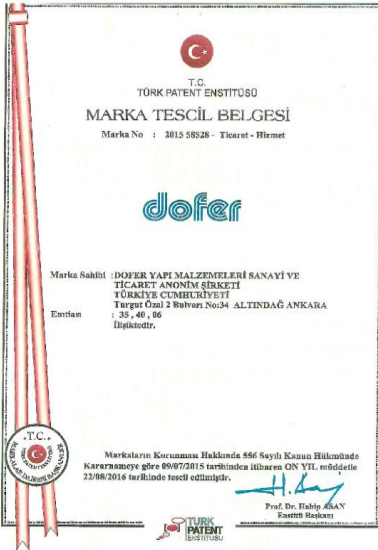 T.C.
TÜRK PATENT ENSTİTÜSÜ
MARKA TESCİL BELGESİ
Marka No : 2015 58528 - Ticaret - Hizmet
dofer
Marka Sahibi :DOFER YAPI MALZEMELERİ SANAYİ VE
TİCARET ANONİM ŞİRKETİ
TÜRKİYE CUMHURİYETİ
Turgut Özal 2 Bulvarı No:34 ALTINDAĞ ANKARA
Emtiası : 35, 40, 06
İlişiktedir.
T.C.
MARKALAR DAİRESİ BAŞKANLIĞI
Markaların Korunması Hakkında 556 Sayılı Kanun Hükmünde
Kararnameye göre 09/07/2015 tarihinden itibaren ON YIL müddetle
22/08/2016 tarihinde tescil edilmiştir.
Prof. Dr. Habip ASAN
Enstitü Başkanı
TÜRK
PATENT
ENSTİTÜSÜ